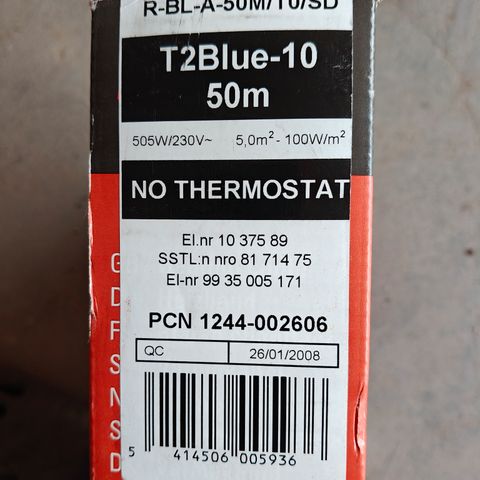 R-BL-A-50M/10/SD
T2Blue-10
50m
505W/230V~ 5,0m² - 100W/m²
NO THERMOSTAT
El.nr 10 375 89
SSTL:n nro 81 714 75
El-nr 99 35 005 171
PCN 1244-002606
QC 26/01/2008
5 414506 005936
G
D
F
S
N
S
D